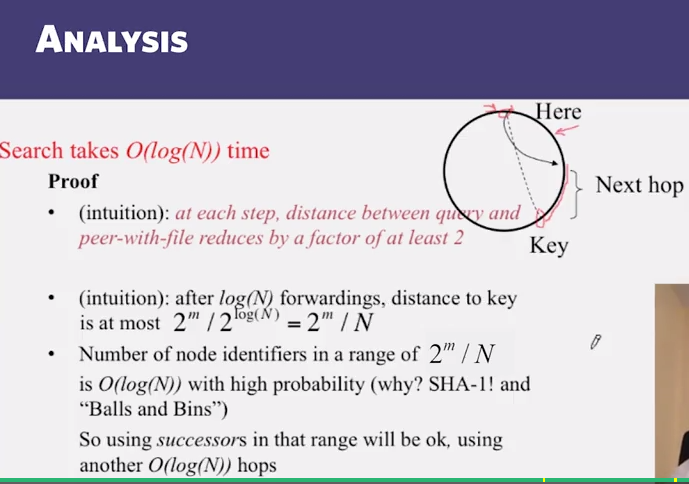 ANALYSIS
Here
Search takes O(log(N)) time
Proof
Next hop
• (intuition): at each step, distance between query and
peer-with-file reduces by a factor of at least 2
Key
• (intuition): after log(N) forwardings, distance to key
is at most 2^m / 2^log(N) = 2^m / N
• Number of node identifiers in a range of 2^m / N
is O(log(N)) with high probability (why? SHA-1! and
“Balls and Bins”)
So using successors in that range will be ok, using
another O(log(N)) hops